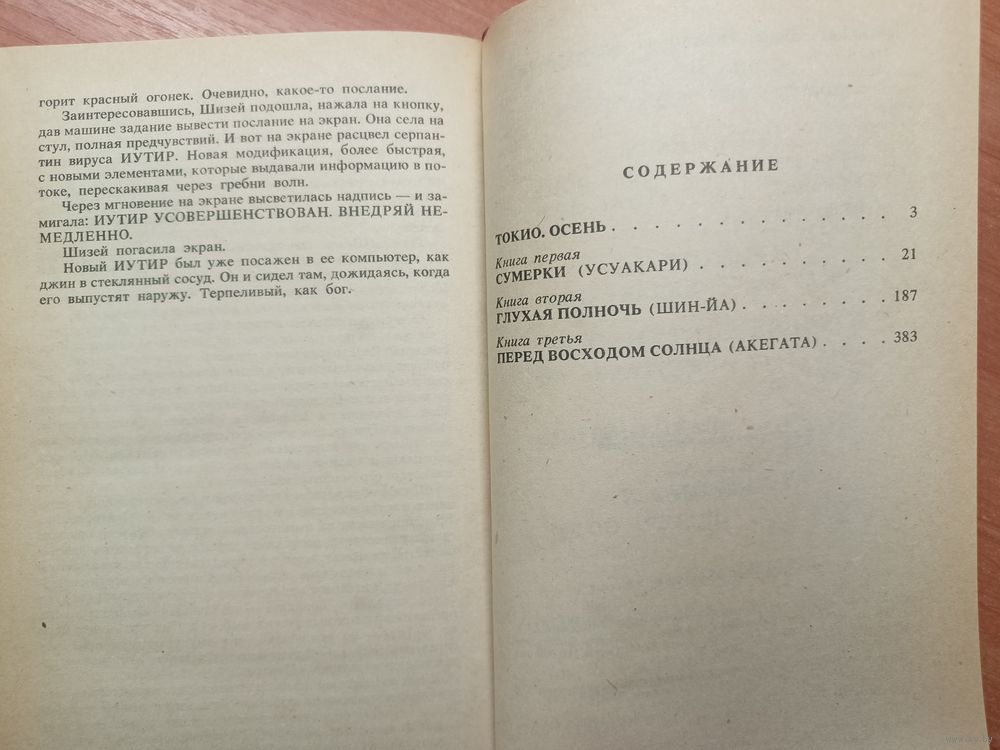 горит красный огонек. Очевидно, какое-то послание.
Заинтересовавшись, Шизей подошла, нажала на кнопку,
дав машине задание вывести послание на экран. Она села на
стул, полная предчувствий. И вот на экране расцвел серпан-
тин вируса ИУТИР. Новая модификация, более быстрая,
с новыми элементами, которые выдавали информацию в по-
токе, перескакивая через гребни волн.
Через мгновение на экране высветилась надпись — и за-
мигала: ИУТИР УСОВЕРШЕНСТВОВАН. ВНЕДРЯЙ НЕ-
МЕДЛЕННО.
Шизей погасила экран.
Новый ИУТИР был уже посажен в ее компьютер, как
джин в стеклянный сосуд. Он и сидел там, дожидаясь, когда
его выпустят наружу. Терпеливый, как бог.
СОДЕРЖАНИЕ
ТОКИО. ОСЕНЬ . . . . . . . . . . . . 3
Книга первая
СУМЕРКИ (УСУАКАРИ) . . . . . . . . . 21
Книга вторая
ГЛУХАЯ ПОЛНОЧЬ (ШИН-ЙА) . . . . . . . 187
Книга третья
ПЕРЕД ВОСХОДОМ СОЛНЦА (АКЕГАТА) . . . . 383